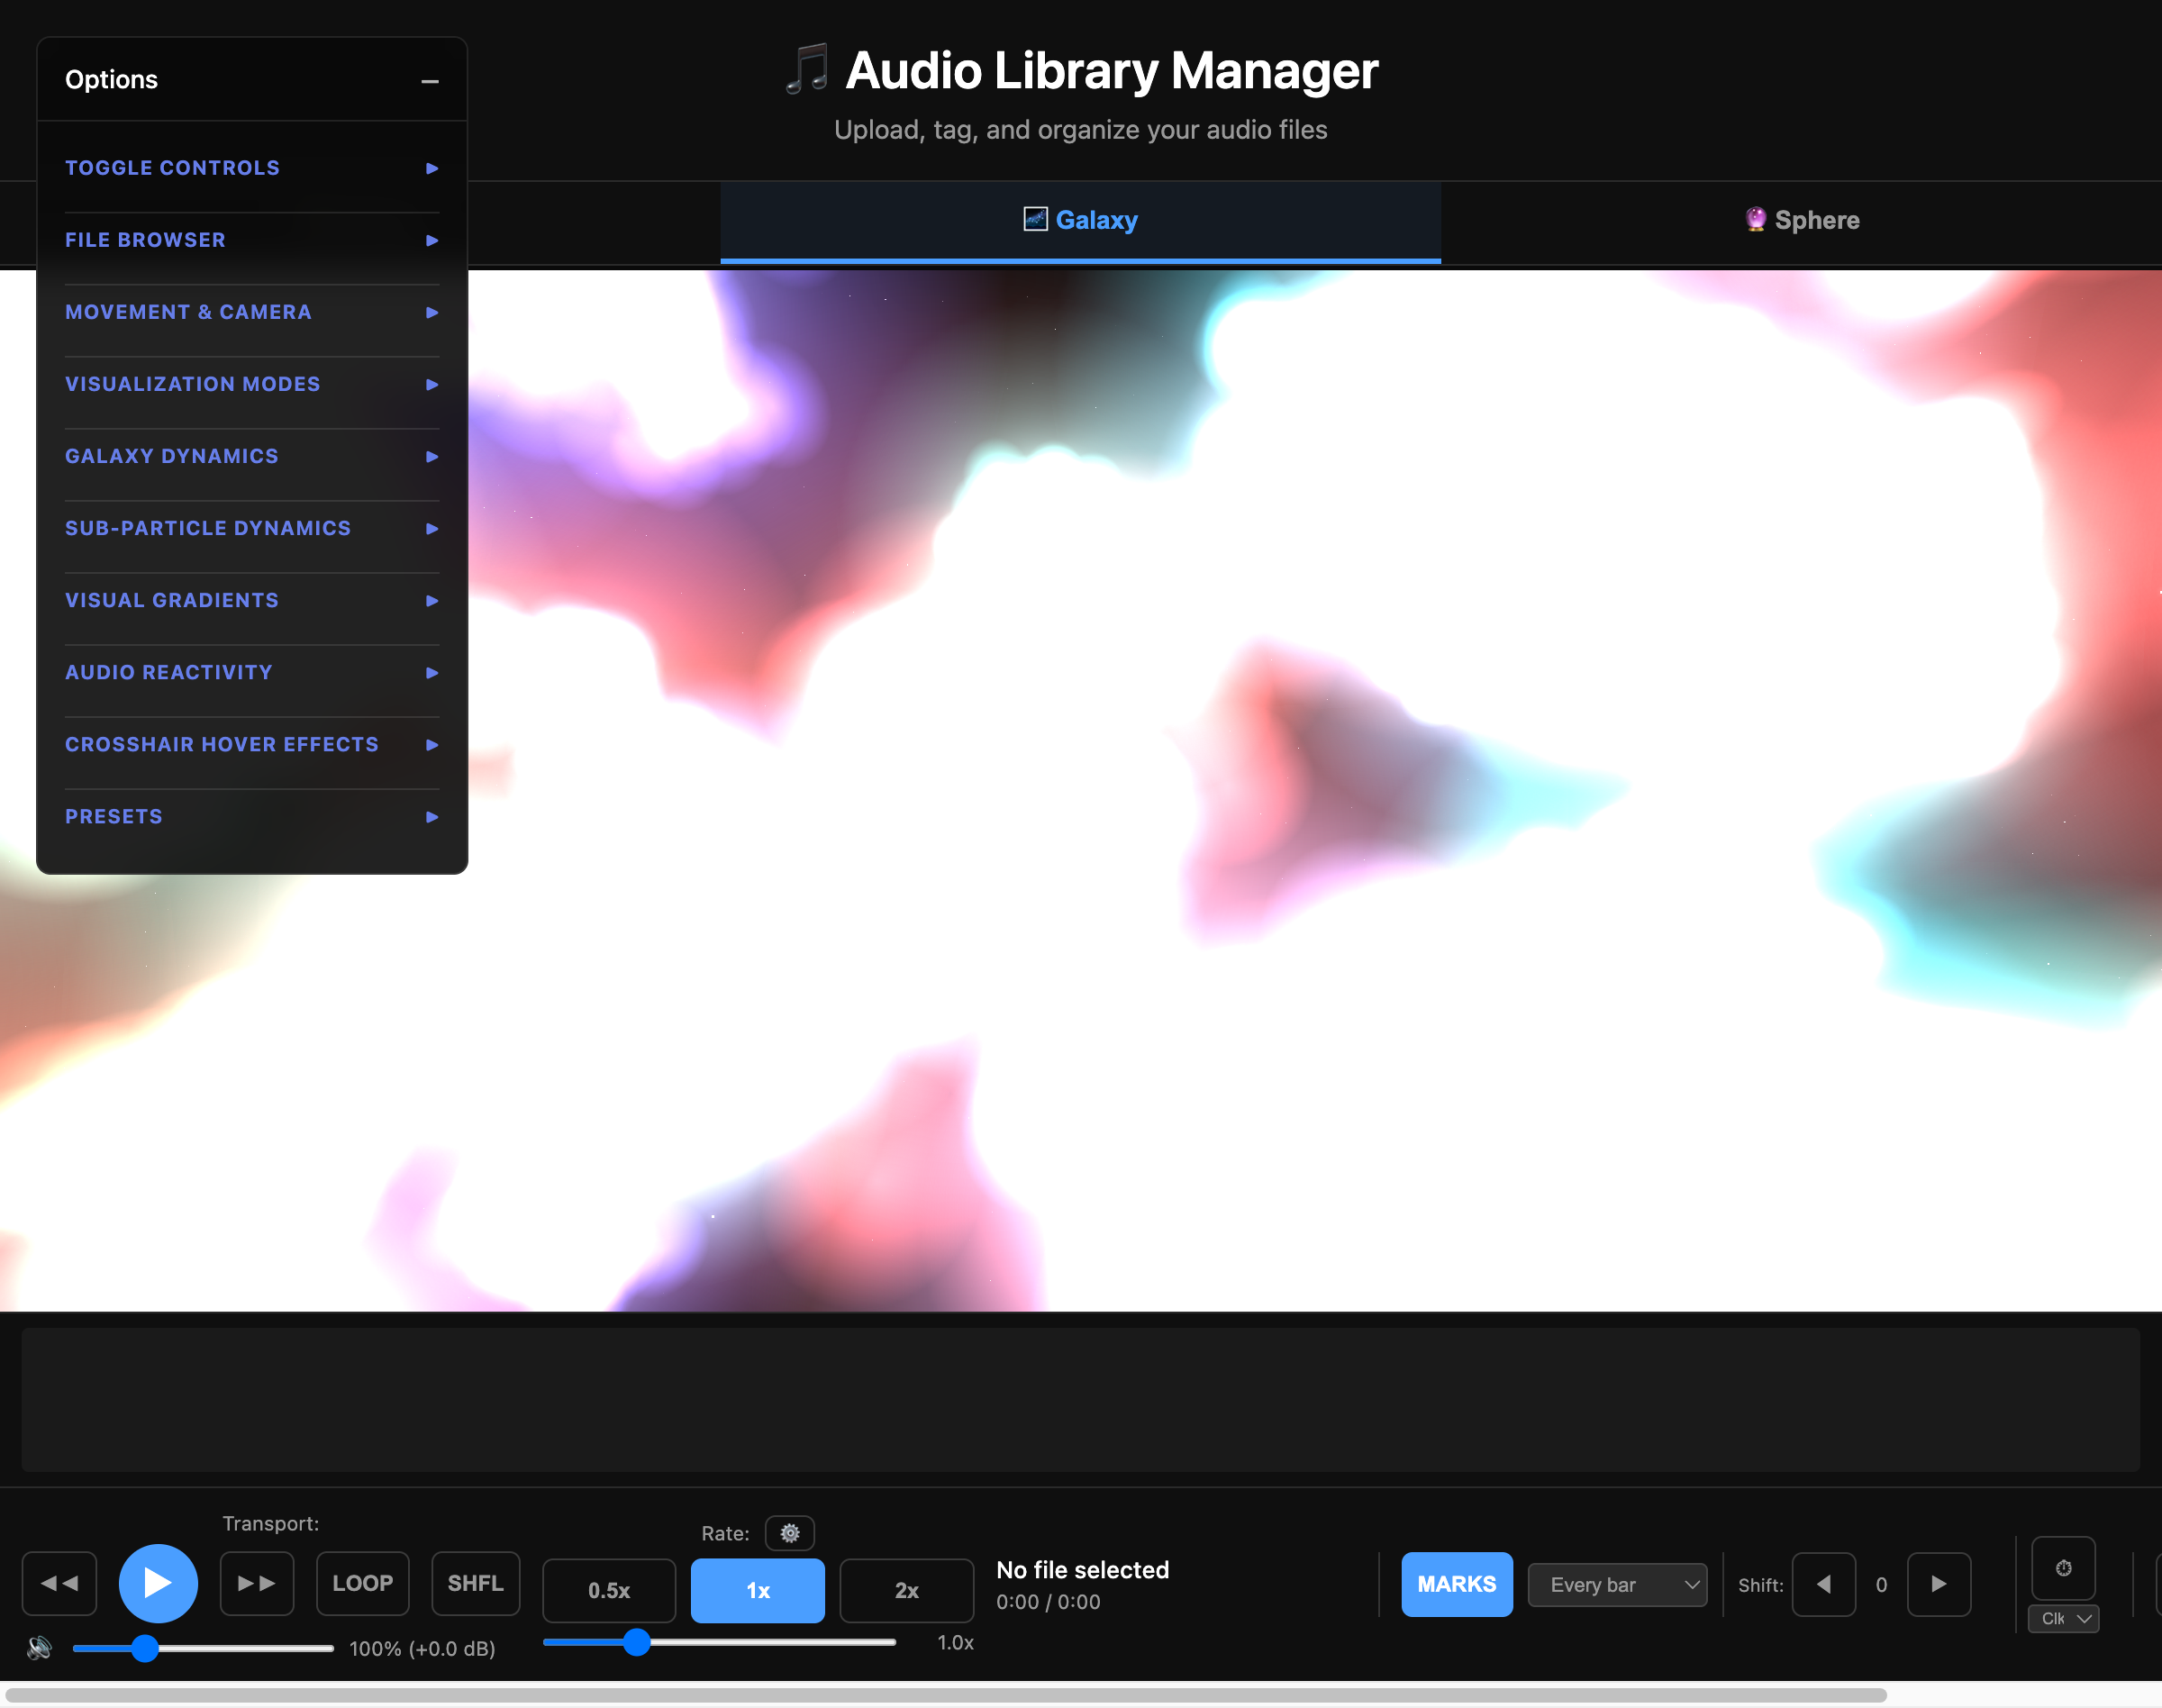 Options
🎵 Audio Library Manager
Upload, tag, and organize your audio files
Galaxy
Sphere
TOGGLE CONTROLS
FILE BROWSER
MOVEMENT & CAMERA
VISUALIZATION MODES
GALAXY DYNAMICS
SUB-PARTICLE DYNAMICS
VISUAL GRADIENTS
AUDIO REACTIVITY
CROSSHAIR HOVER EFFECTS
PRESETS
Transport:
LOOP
SHFL
100% (+0.0 dB)
Rate:
0.5x
1x
2x
1.0x
No file selected
0:00 / 0:00
MARKS
Every bar
Shift:
0
Clk